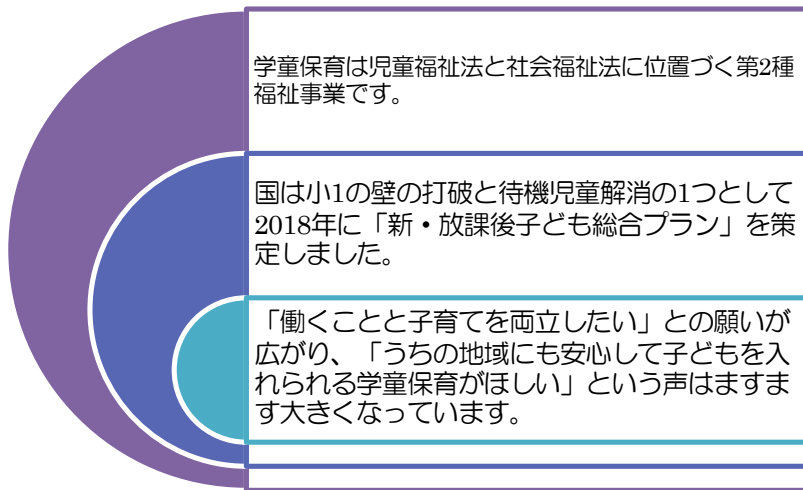 学童保育は児童福祉法と社会福祉法に位置づく第2種
福祉事業です。
国は小1の壁の打破と待機児童解消の1つとして
2018年に「新・放課後子ども総合プラン」を策
定しました。
「働くことと子育てを両立したい」との願いが
広がり、「うちの地域にも安心して子どもを入
れられる学童保育がほしい」という声はますま
す大きくなっています。